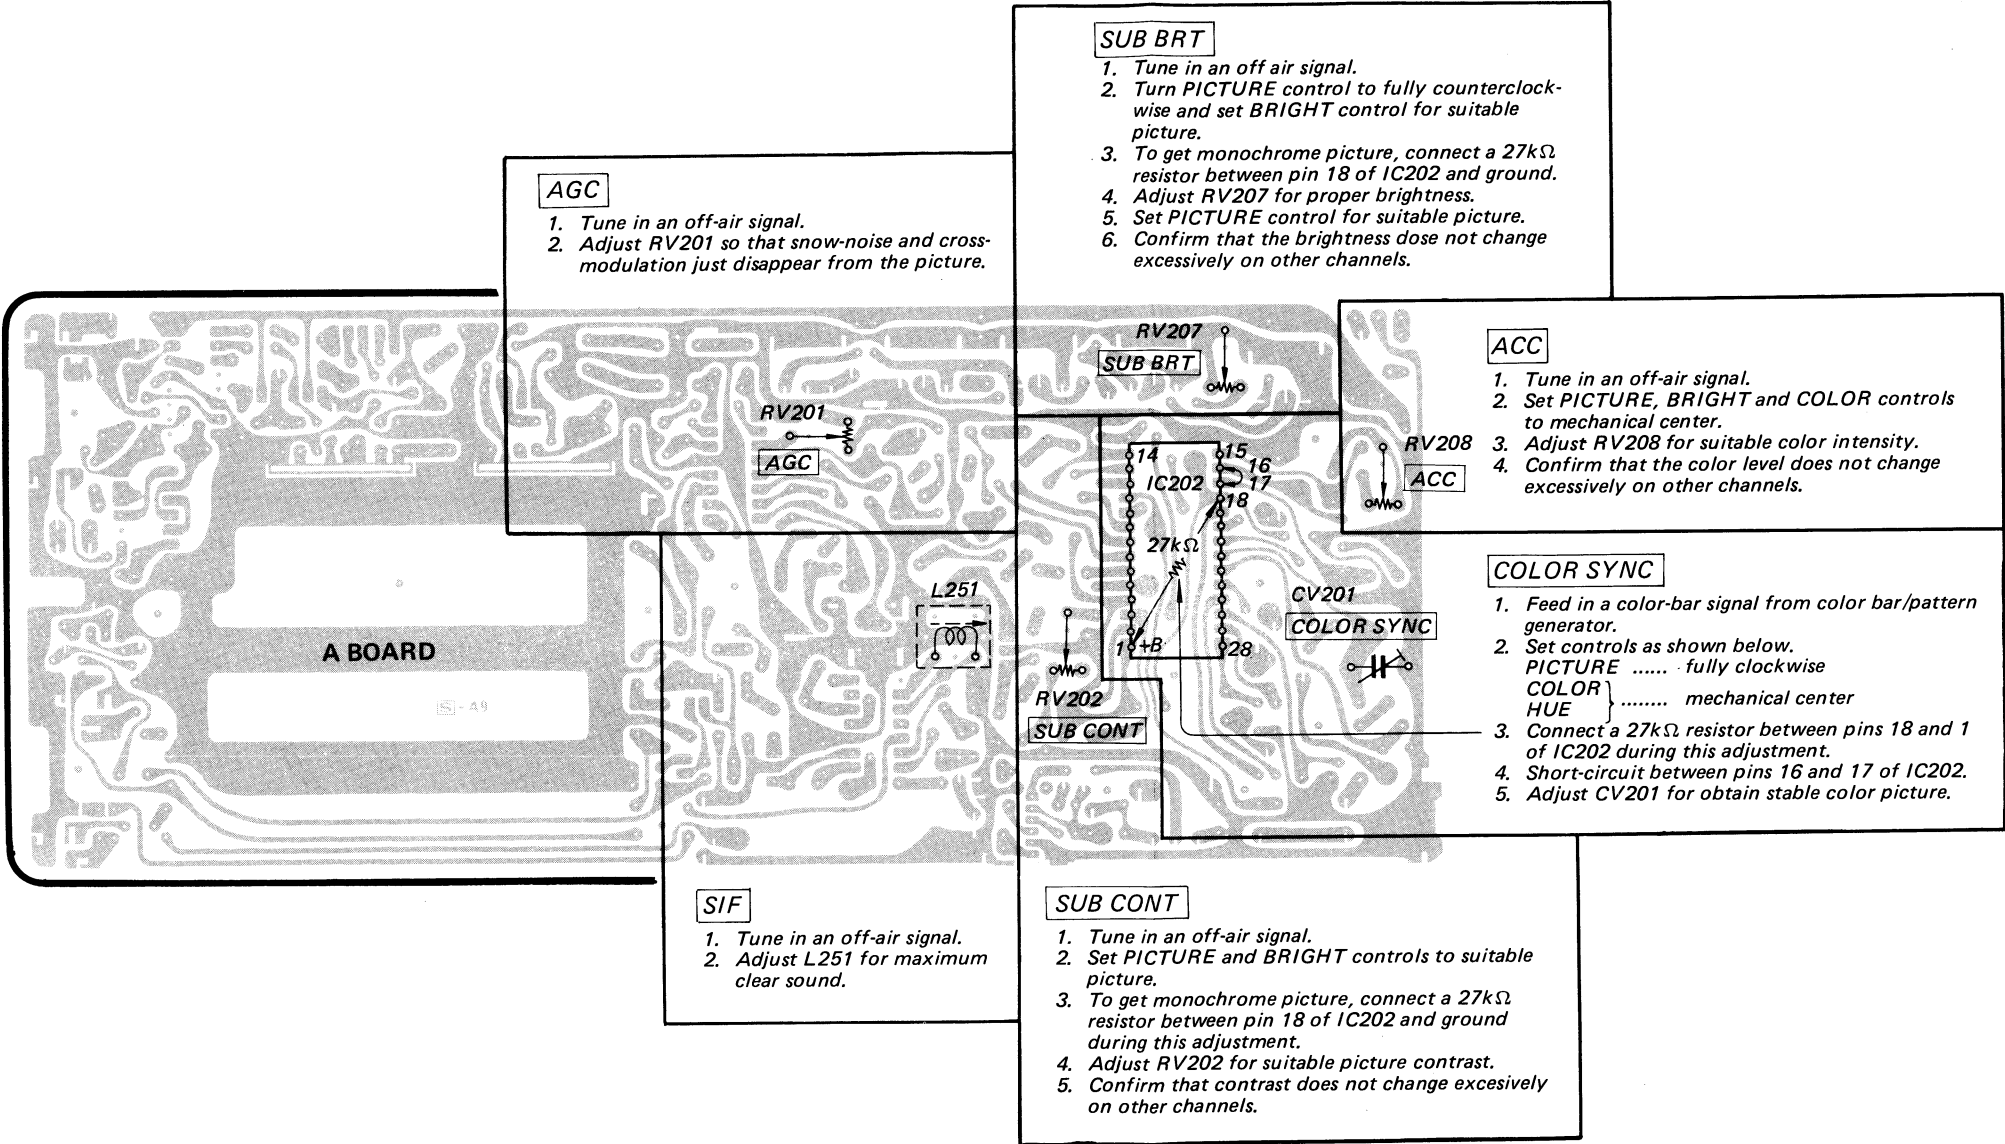 SUB BRT
1. Tune in an off air signal.
2. Turn PICTURE control to fully counterclock-
wise and set BRIGHT control for suitable
picture.
3. To get monochrome picture, connect a 27kΩ
resistor between pin 18 of IC202 and ground.
4. Adjust RV207 for proper brightness.
5. Set PICTURE control for suitable picture.
6. Confirm that the brightness dose not change
excessively on other channels.
AGC
1. Tune in an off-air signal.
2. Adjust RV201 so that snow-noise and cross-
modulation just disappear from the picture.
RV207
SUB BRT
ACC
1. Tune in an off-air signal.
2. Set PICTURE, BRIGHT and COLOR controls
to mechanical center.
3. Adjust RV208 for suitable color intensity.
4. Confirm that the color level does not change
excessively on other channels.
RV201
AGC
RV208
ACC
14
15
16
17
18
IC202
27kΩ
1
+B
28
L251
CV201
COLOR SYNC
RV202
SUB CONT
A BOARD
S - A9
COLOR SYNC
1. Feed in a color-bar signal from color bar/pattern
generator.
2. Set controls as shown below.
PICTURE ...... fully clockwise
COLOR
HUE } ........ mechanical center
3. Connect a 27kΩ resistor between pins 18 and 1
of IC202 during this adjustment.
4. Short-circuit between pins 16 and 17 of IC202.
5. Adjust CV201 for obtain stable color picture.
SIF
1. Tune in an off-air signal.
2. Adjust L251 for maximum
clear sound.
SUB CONT
1. Tune in an off-air signal.
2. Set PICTURE and BRIGHT controls to suitable
picture.
3. To get monochrome picture, connect a 27kΩ
resistor between pin 18 of IC202 and ground
during this adjustment.
4. Adjust RV202 for suitable picture contrast.
5. Confirm that contrast does not change excesively
on other channels.